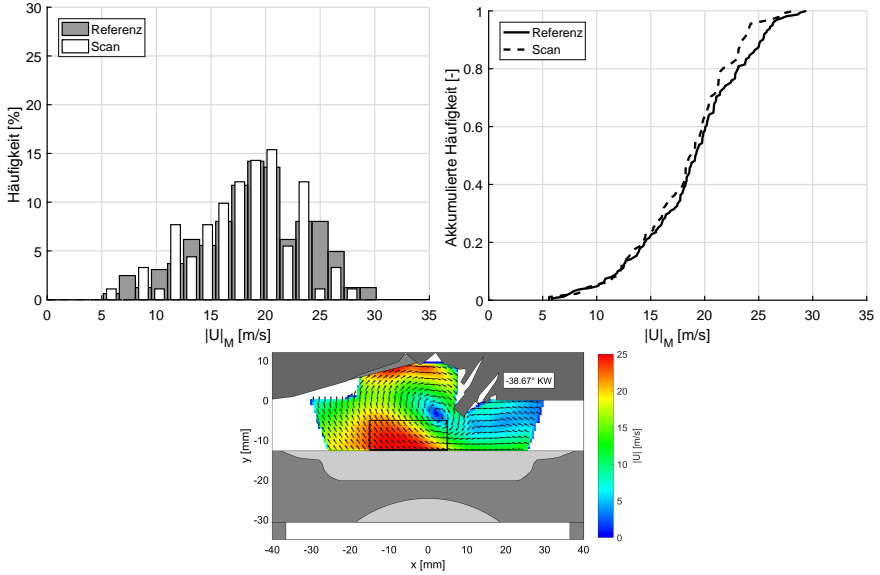 30
25
20
15
10
5
0
Häufigkeit [%]
Referenz
Scan
0 5 10 15 20 25 30 35
|U|M [m/s]
1
0.8
0.6
0.4
0.2
0
Akkumulierte Häufigkeit [-]
Referenz
Scan
0 5 10 15 20 25 30 35
|U|M [m/s]
10
0
-10
-20
-30
y [mm]
-38.67° KW
-40 -30 -20 -10 0 10 20 30 40
x [mm]
25
20
15
10
5
0
|U| [m/s]